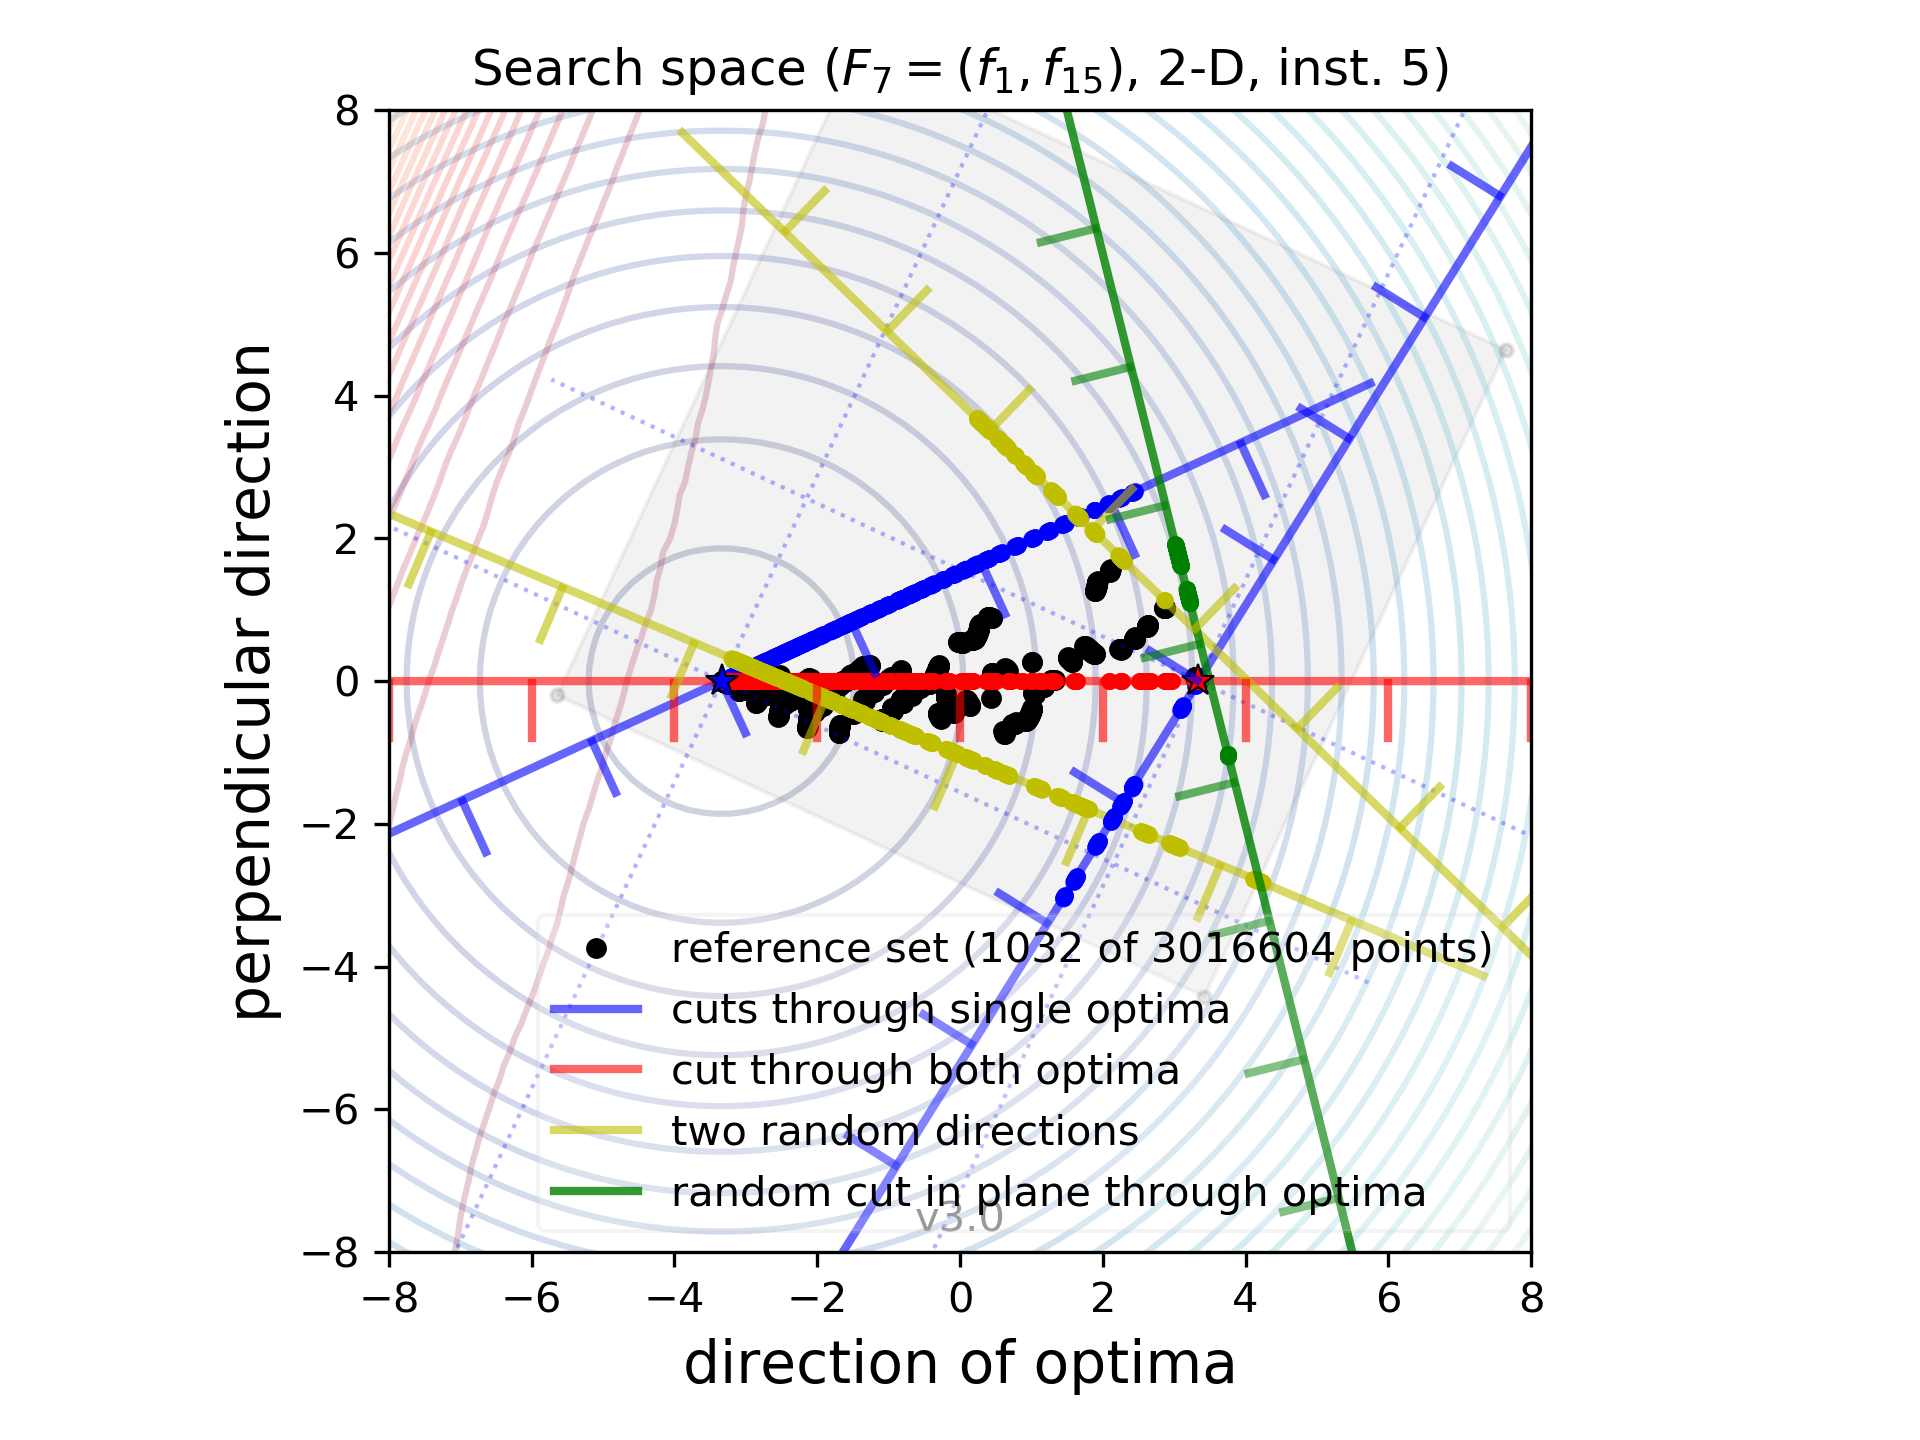 Search space (F₇ = (f₁, f₁₅), 2-D, inst. 5)
8
6
4
2
0
−2
−4
−6
−8
perpendicular direction
reference set (1032 of 3016604 points)
cuts through single optima
cut through both optima
two random directions
random cut in plane through optima
v3.0
−8 −6 −4 −2 0 2 4 6 8
direction of optima